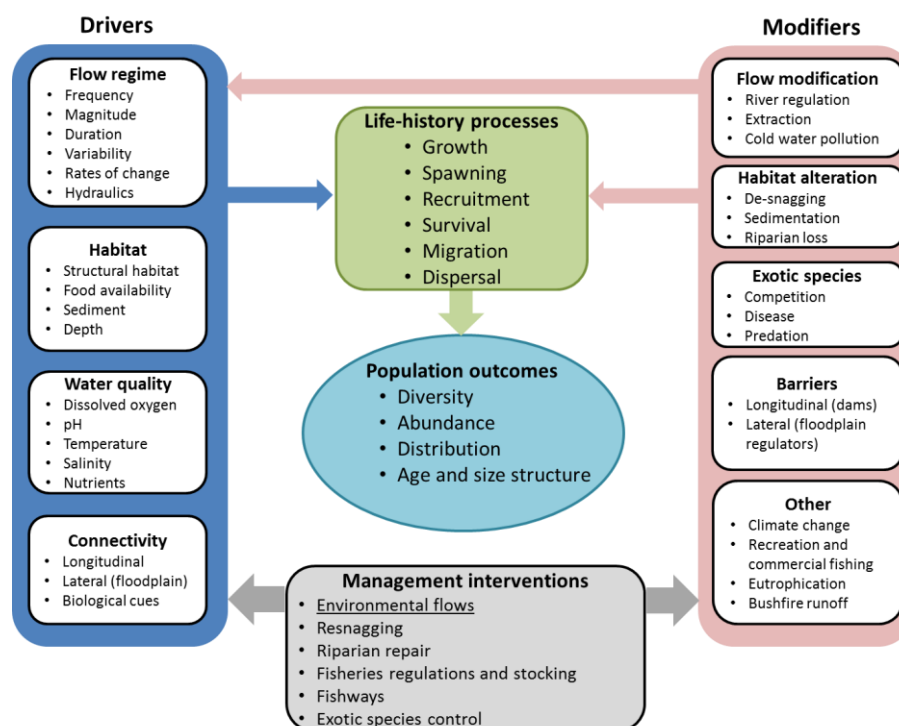 Drivers
Flow regime
• Frequency
• Magnitude
• Duration
• Variability
• Rates of change
• Hydraulics
Habitat
• Structural habitat
• Food availability
• Sediment
• Depth
Water quality
• Dissolved oxygen
• pH
• Temperature
• Salinity
• Nutrients
Connectivity
• Longitudinal
• Lateral (floodplain)
• Biological cues
Life-history processes
• Growth
• Spawning
• Recruitment
• Survival
• Migration
• Dispersal
Population outcomes
• Diversity
• Abundance
• Distribution
• Age and size structure
Management interventions
• Environmental flows
• Resnagging
• Riparian repair
• Fisheries regulations and stocking
• Fishways
• Exotic species control
Modifiers
Flow modification
• River regulation
• Extraction
• Cold water pollution
Habitat alteration
• De-snagging
• Sedimentation
• Riparian loss
Exotic species
• Competition
• Disease
• Predation
Barriers
• Longitudinal (dams)
• Lateral (floodplain
regulators)
Other
• Climate change
• Recreation and
commercial fishing
• Eutrophication
• Bushfire runoff